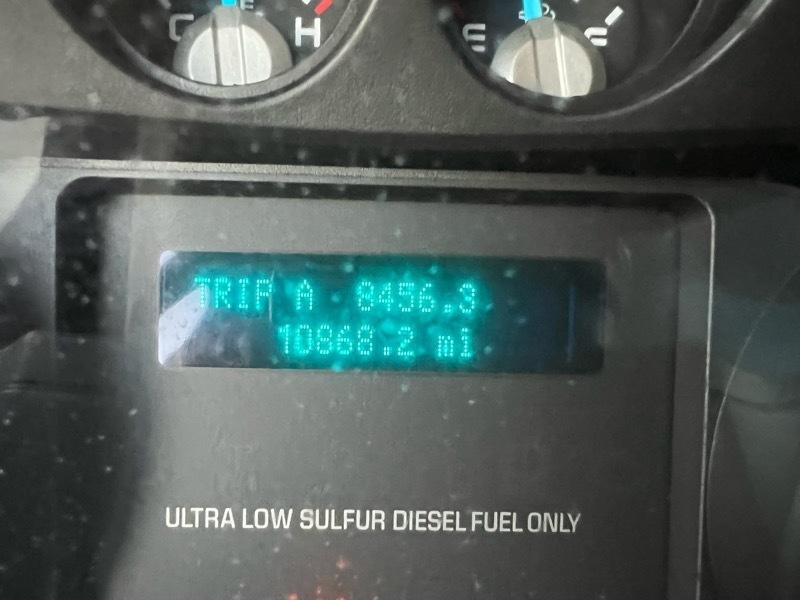 C H E
TRIP A 8456.3
10868.2 mi
ULTRA LOW SULFUR DIESEL FUEL ONLY